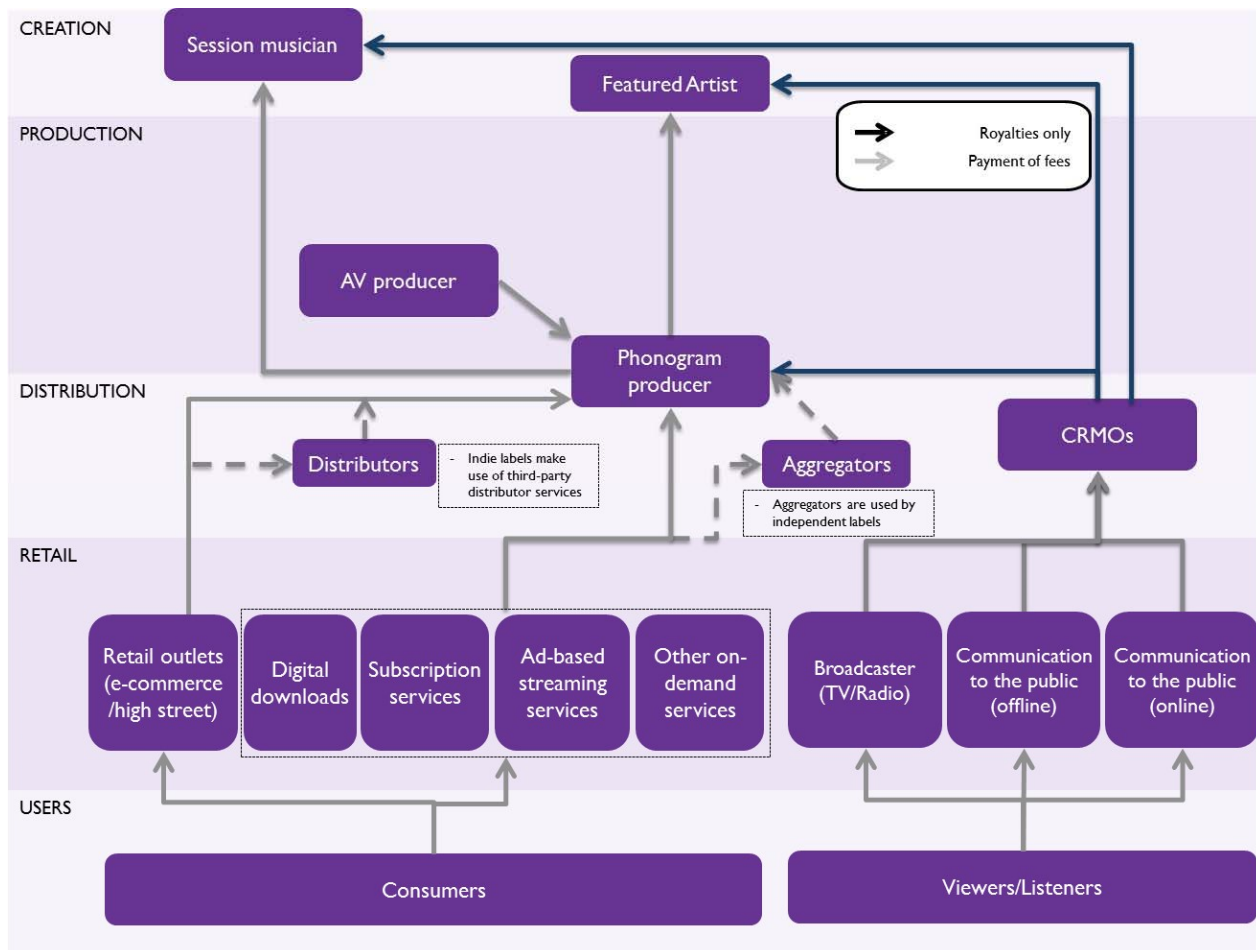 CREATION
Session musician
Featured Artist
Royalties only
Payment of fees
PRODUCTION
AV producer
Phonogram
producer
DISTRIBUTION
CRMOs
Distributors
- Indie labels make
use of third-party
distributor services
Aggregators
- Aggregators are used by
independent labels
RETAIL
Retail outlets
(e-commerce
/high street)
Digital
downloads
Subscription
services
Ad-based
streaming
services
Other on-
demand
services
Broadcaster
(TV/Radio)
Communication
to the public
(offline)
Communication
to the public
(online)
USERS
Consumers
Viewers/Listeners